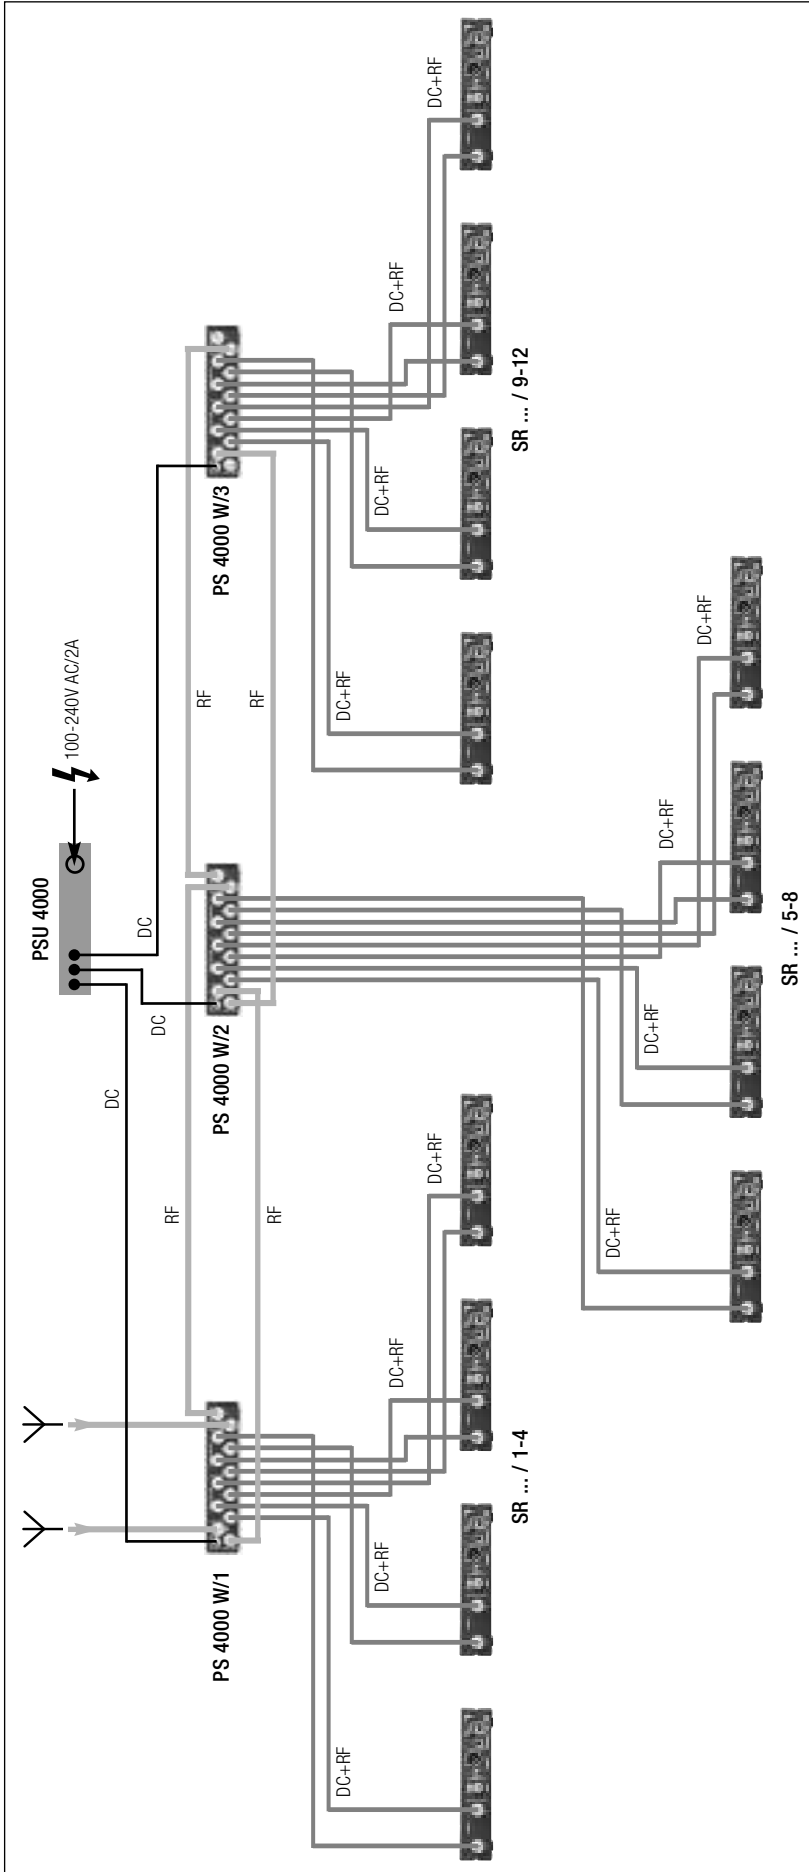 PSU 4000
100-240V AC/2A
DC
DC
DC
RF
RF
RF
RF
PS 4000 W/1
PS 4000 W/2
PS 4000 W/3
DC+RF
DC+RF
DC+RF
DC+RF
SR ... / 1-4
DC+RF
DC+RF
DC+RF
DC+RF
SR ... / 9-12
DC+RF
DC+RF
DC+RF
DC+RF
SR ... / 5-8